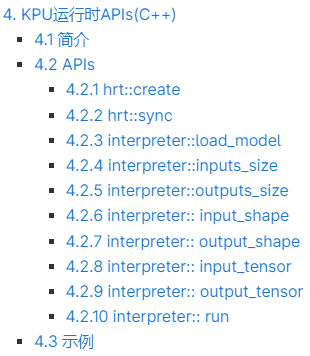 4. KPU运行时APIs(C++)
4.1 简介
4.2 APIs
4.2.1 hrt::create
4.2.2 hrt::sync
4.2.3 interpreter::load_model
4.2.4 interpreter::inputs_size
4.2.5 interpreter::outputs_size
4.2.6 interpreter:: input_shape
4.2.7 interpreter:: output_shape
4.2.8 interpreter:: input_tensor
4.2.9 interpreter:: output_tensor
4.2.10 interpreter:: run
4.3 示例